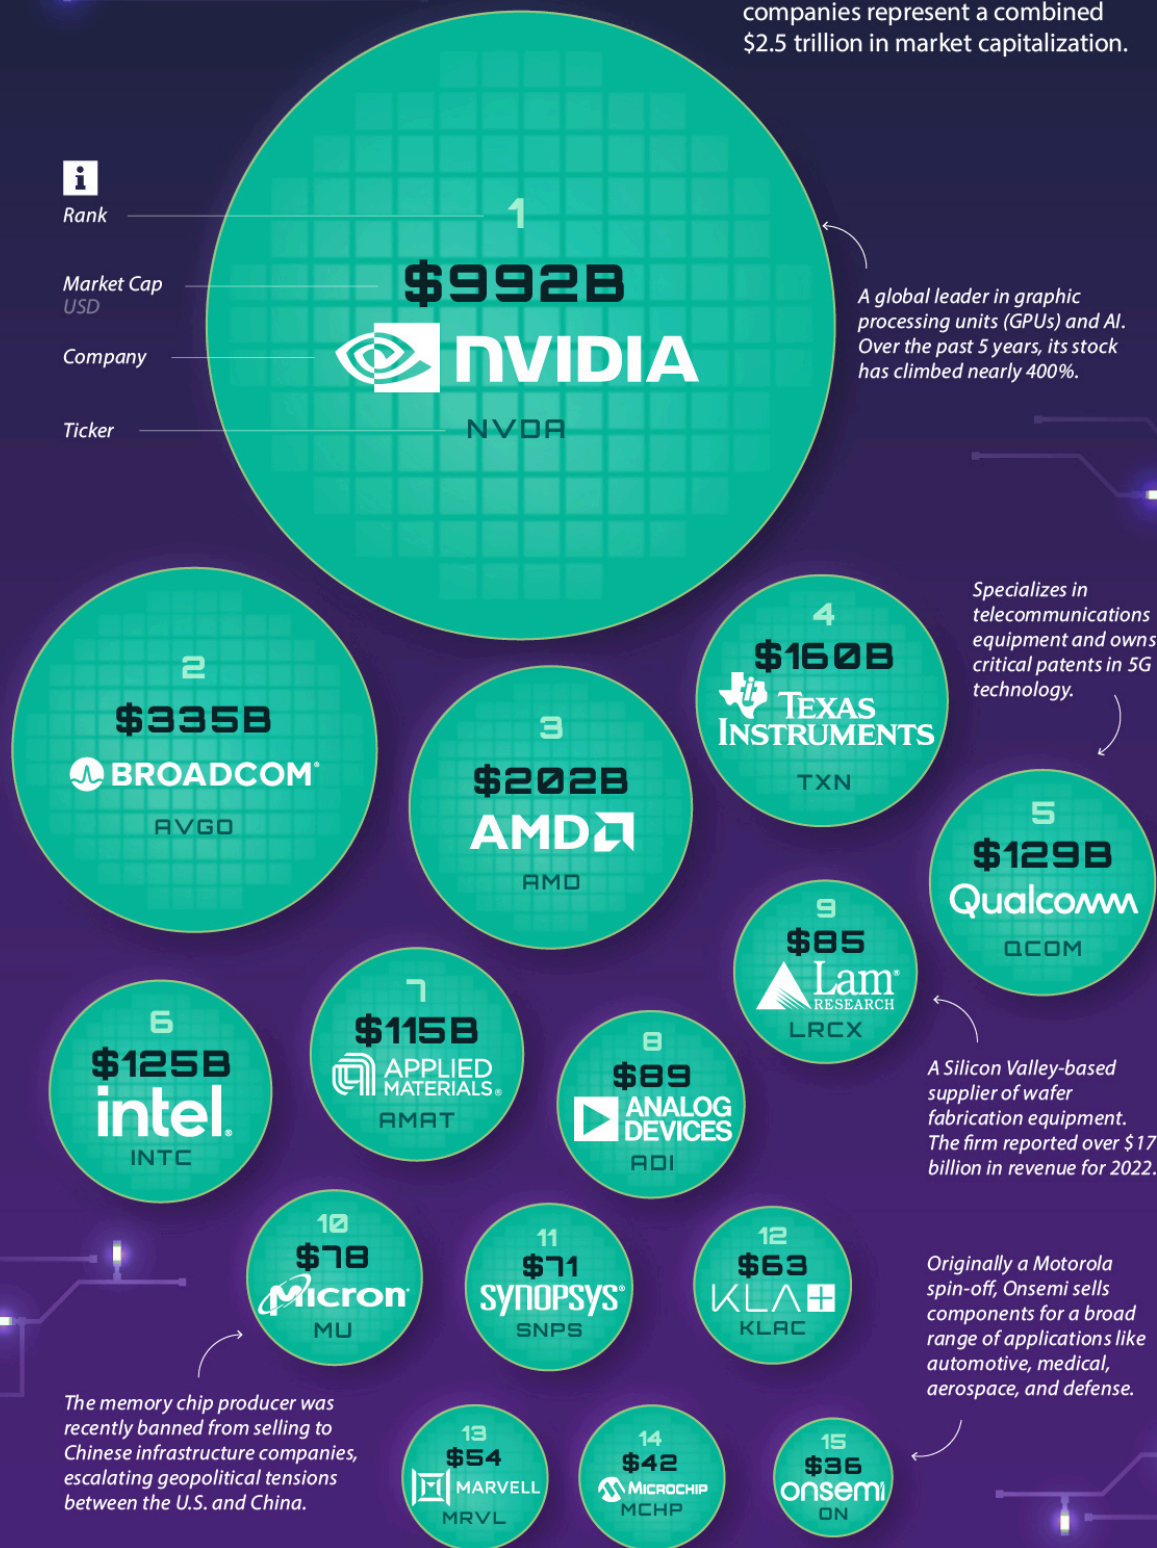 companies represent a combined
$2.5 trillion in market capitalization.
i
Rank
1
Market Cap
USD
$992B
Company
NVIDIA
Ticker
NVDA
A global leader in graphic
processing units (GPUs) and AI.
Over the past 5 years, its stock
has climbed nearly 400%.
2
$335B
BROADCOM®
AVGO
3
$202B
AMD
AMD
4
$160B
TEXAS
INSTRUMENTS
TXN
Specializes in
telecommunications
equipment and owns
critical patents in 5G
technology.
5
$129B
Qualcomm
QCOM
6
$125B
intel®
INTC
7
$115B
APPLIED
MATERIALS®
AMAT
8
$89
ANALOG
DEVICES
ADI
9
$85
Lam®
RESEARCH
LRCX
A Silicon Valley-based
supplier of wafer
fabrication equipment.
The firm reported over $17
billion in revenue for 2022.
10
$78
Micron®
MU
11
$71
SYNOPSYS®
SNPS
12
$63
KLA+
KLAC
Originally a Motorola
spin-off, Onsemi sells
components for a broad
range of applications like
automotive, medical,
aerospace, and defense.
The memory chip producer was
recently banned from selling to
Chinese infrastructure companies,
escalating geopolitical tensions
between the U.S. and China.
13
$54
MARVELL
MRVL
14
$42
MICROCHIP
MCHP
15
$36
onsemi
ON